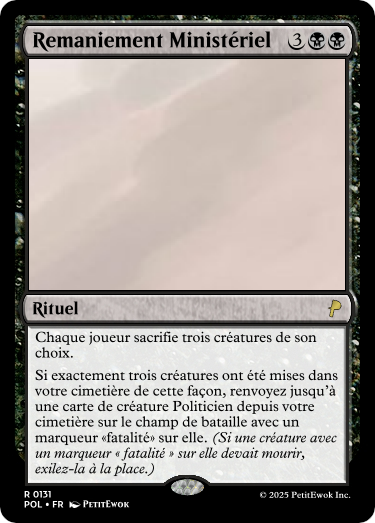 Remaniement Ministériel 3
Rituel
Chaque joueur sacrifie trois créatures de son
choix.
Si exactement trois créatures ont été mises dans
votre cimetière de cette façon, renvoyez jusqu'à
une carte de créature Politicien depuis votre
cimetière sur le champ de bataille avec un
marqueur «fatalité» sur elle. (Si une créature avec
un marqueur « fatalité » sur elle devait mourir,
exilez-la à la place.)
R 0131
POL • FR PetitEwok
© 2025 PetitEwok Inc.